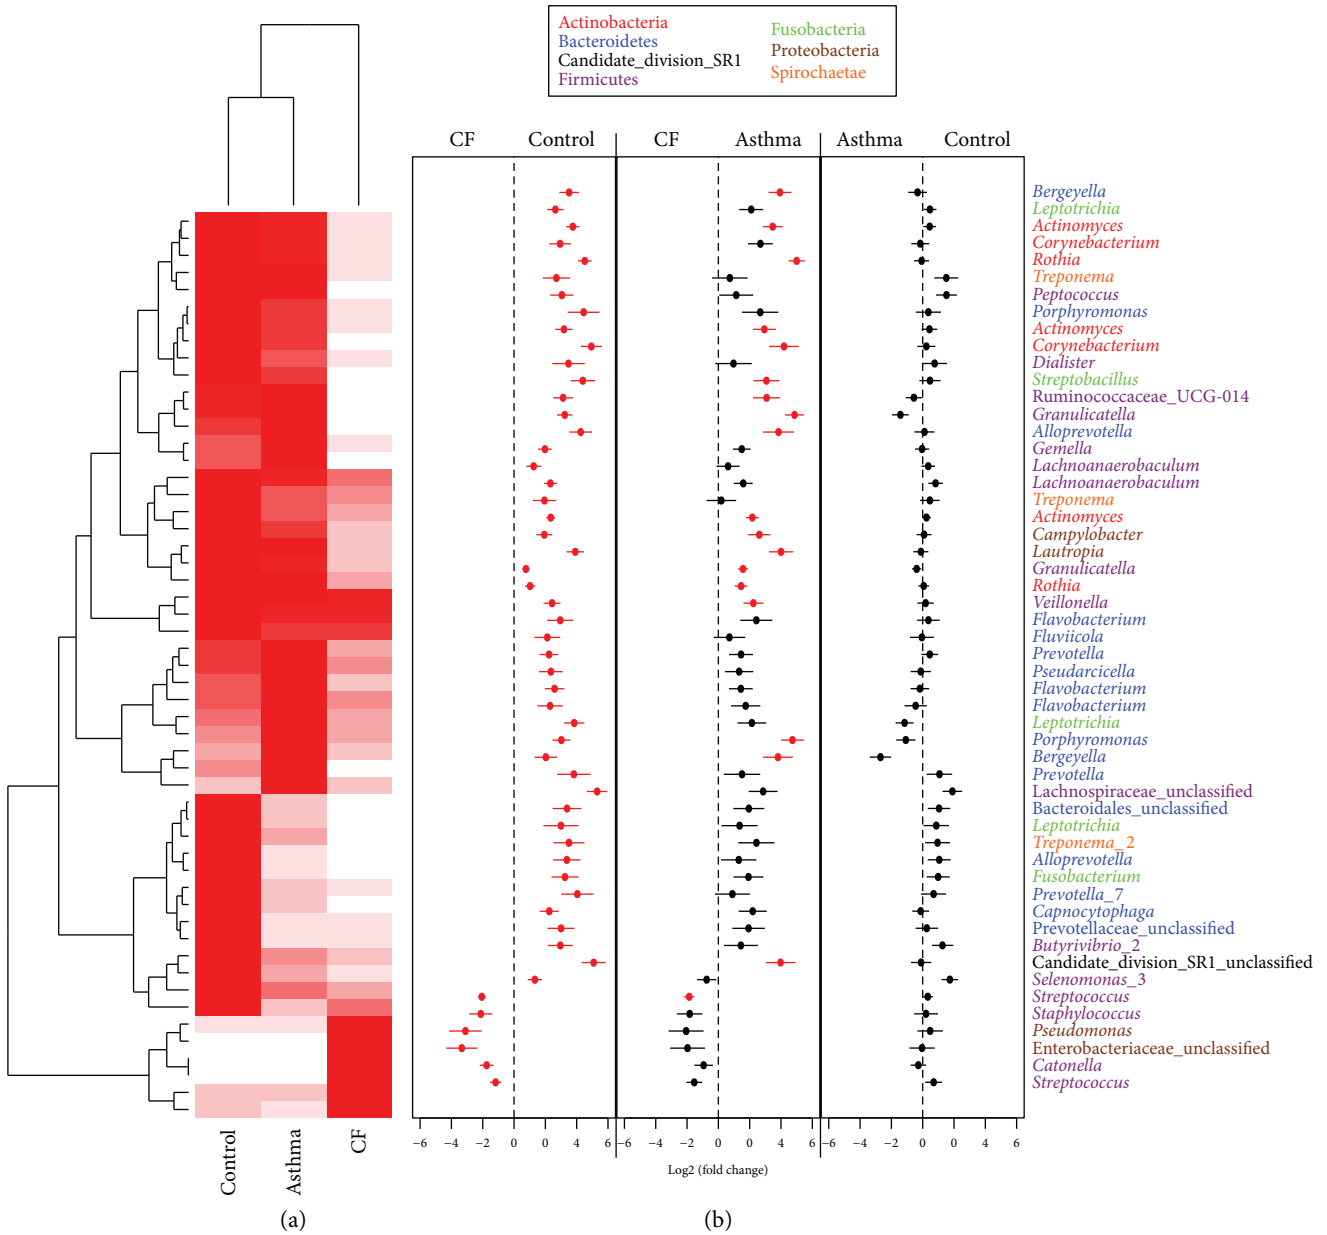 Actinobacteria
Bacteroidetes
Candidate_division_SR1
Firmicutes
Fusobacteria
Proteobacteria
Spirochaetae
CF Control CF Asthma Asthma Control
Bergeyella
Leptotrichia
Actinomyces
Corynebacterium
Rothia
Treponema
Peptococcus
Porphyromonas
Actinomyces
Corynebacterium
Dialister
Streptobacillus
Ruminococcaceae_UCG-014
Granulicatella
Alloprevotella
Gemella
Lachnoanaerobaculum
Lachnoanaerobaculum
Treponema
Actinomyces
Campylobacter
Lautropia
Granulicatella
Rothia
Veillonella
Flavobacterium
Fluviicola
Prevotella
Pseudarcicella
Flavobacterium
Flavobacterium
Leptotrichia
Porphyromonas
Bergeyella
Prevotella
Lachnospiraceae_unclassified
Bacteroidales_unclassified
Leptotrichia
Treponema_2
Alloprevotella
Fusobacterium
Prevotella_7
Capnocytophaga
Prevotellaceae_unclassified
Butyrivibrio_2
Candidate_division_SR1_unclassified
Selenomonas_3
Streptococcus
Staphylococcus
Pseudomonas
Enterobacteriaceae_unclassified
Catonella
Streptococcus
−6 −4 −2 0 2 4 6 −6 −4 −2 0 2 4 6 −6 −4 −2 0 2 4 6
Log2 (fold change)
Control
Asthma
CF
(a)
(b)